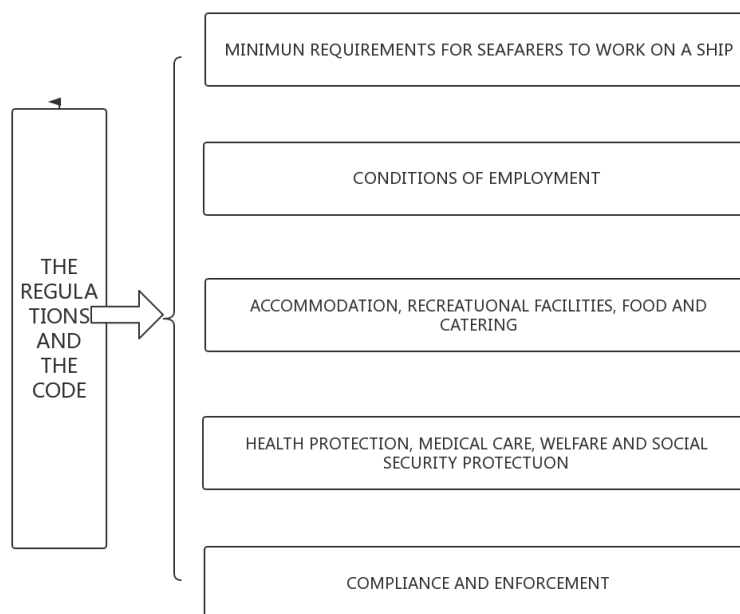 THE
REGULA
TIONS
AND
THE
CODE
MINIMUN REQUIREMENTS FOR SEAFARERS TO WORK ON A SHIP
CONDITIONS OF EMPLOYMENT
ACCOMMODATION, RECREATUONAL FACILITIES, FOOD AND
CATERING
HEALTH PROTECTION, MEDICAL CARE, WELFARE AND SOCIAL
SECURITY PROTECTUON
COMPLIANCE AND ENFORCEMENT